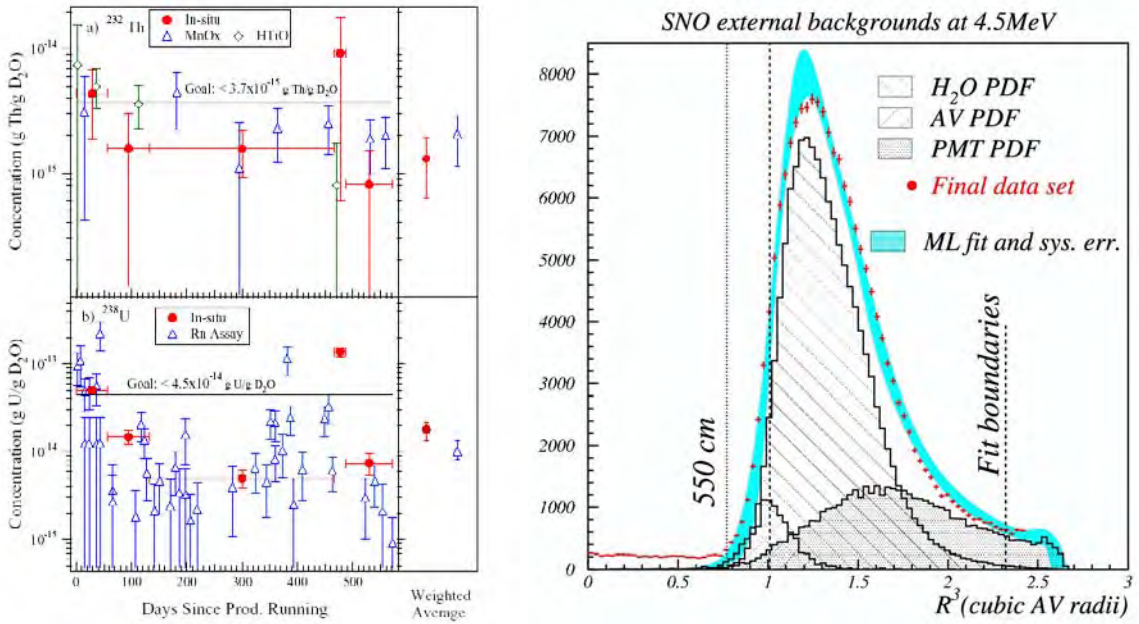 a) ²³²Th
In-situ
MnOx HTiO
Goal: < 3.7x10⁻¹⁵ g Th/g D₂O
Concentration (g Th/g D₂O)
10⁻¹⁴
10⁻¹⁵
b) ²³⁸U
In-situ
Rn Assay
Goal: < 4.5x10⁻¹⁴ g U/g D₂O
Concentration (g U/g D₂O)
10⁻¹³
10⁻¹⁴
10⁻¹⁵
0 100 200 300 400 500
Days Since Prod. Running
Weighted
Average
SNO external backgrounds at 4.5MeV
8000
7000
6000
5000
4000
3000
2000
1000
0
H₂O PDF
AV PDF
PMT PDF
Final data set
ML fit and sys. err.
550 cm
Fit boundaries
0 0.5 1 1.5 2 2.5 3
R³(cubic AV radii)